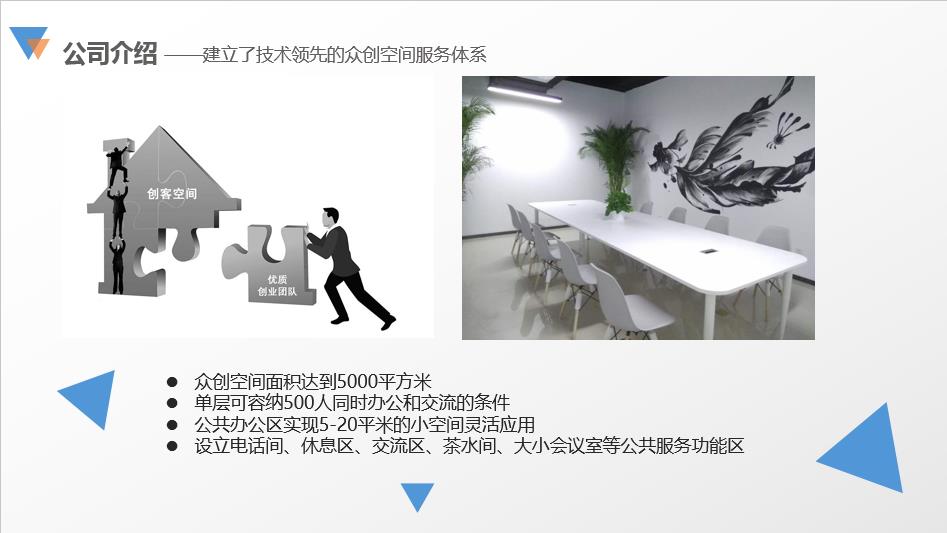 公司介绍 ——建立了技术领先的众创空间服务体系
创客空间
优质
创业团队
● 众创空间面积达到5000平方米
● 单层可容纳500人同时办公和交流的条件
● 公共办公区实现5-20平米的小空间灵活应用
● 设立电话间、休息区、交流区、茶水间、大小会议室等公共服务功能区